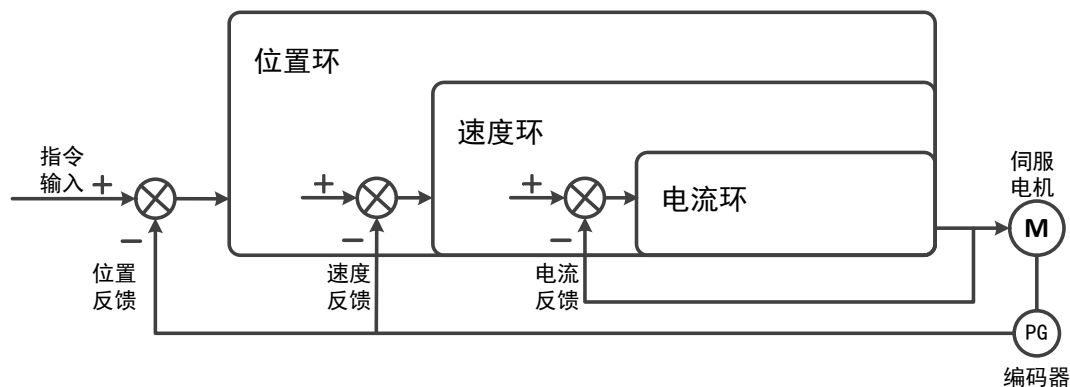 位置环
速度环
电流环
指令
输入
+
+
+
伺服
电机
M
−
−
−
位置
反馈
速度
反馈
电流
反馈
PG
编码器